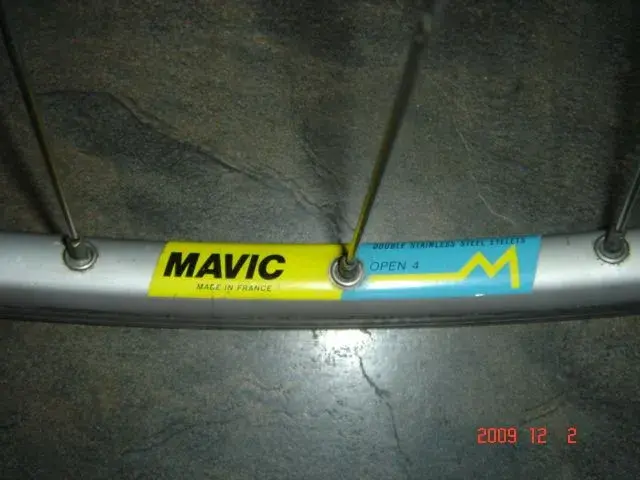 MAVIC
MADE IN FRANCE
DOUBLE STAINLESS STEEL EYELETS
OPEN 4
2009 12 2